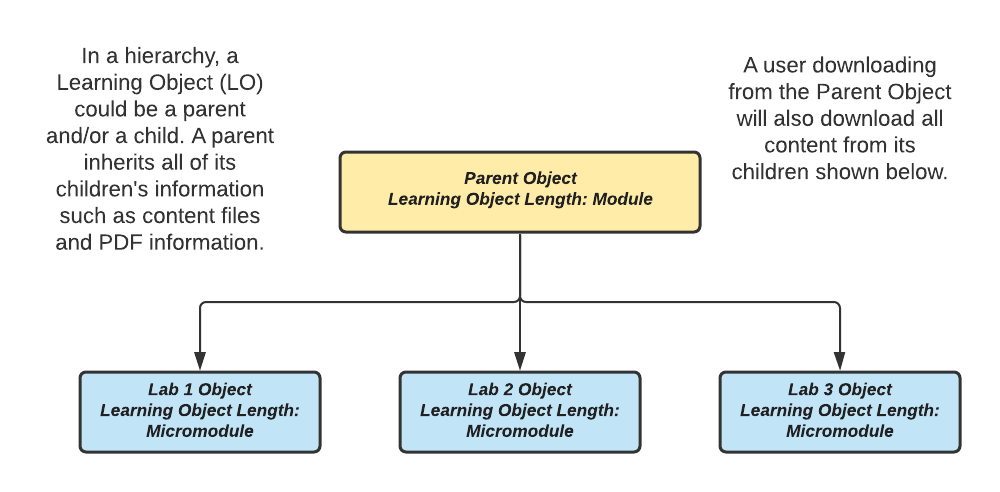 In a hierarchy, a
Learning Object (LO)
could be a parent
and/or a child. A parent
inherits all of its
children's information
such as content files
and PDF information.
A user downloading
from the Parent Object
will also download all
content from its
children shown below.
Parent Object
Learning Object Length: Module
Lab 1 Object
Learning Object Length:
Micromodule
Lab 2 Object
Learning Object Length:
Micromodule
Lab 3 Object
Learning Object Length:
Micromodule